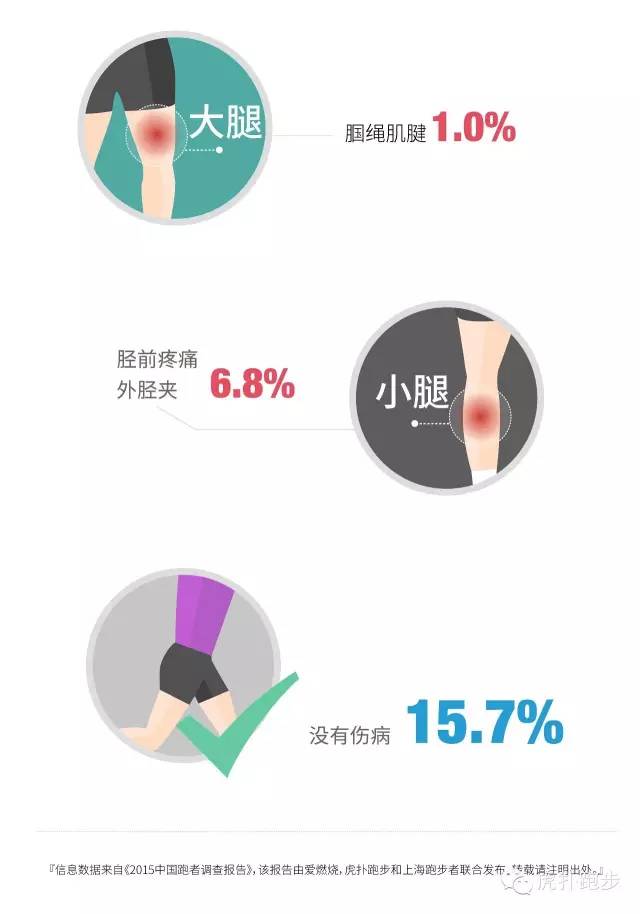 大腿
腘绳肌腱 1.0%
胫前疼痛
外胫夹
6.8%
小腿
没有伤病 15.7%
『信息数据来自《2015中国跑者调查报告》，该报告由爱燃烧，虎扑跑步和上海跑步者联合发布，转载请注明出处。』
虎扑跑步